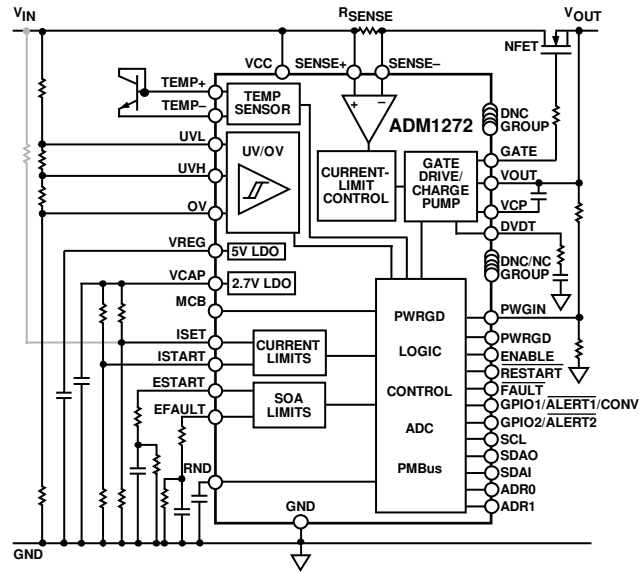 VIN
RSENSE
VOUT
NFET
VCC
SENSE+
SENSE–
TEMP+
TEMP–
TEMP
SENSOR
+ –
ADM1272
DNC
GROUP
UVL
UVH
OV
UV/OV
CURRENT-
LIMIT
CONTROL
GATE
DRIVE/
CHARGE
PUMP
GATE
VOUT
VCP
DVDT
VREG
5V LDO
VCAP
2.7V LDO
DNC/NC
GROUP
MCB
ISET
ISTART
CURRENT
LIMITS
ESTART
EFAULT
SOA
LIMITS
RND
PWRGD
LOGIC
CONTROL
ADC
PMBus
PWGIN
PWRGD
ENABLE
RESTART
FAULT
GPIO1/ALERT1/CONV
GPIO2/ALERT2
SCL
SDAO
SDAI
ADR0
ADR1
GND
GND